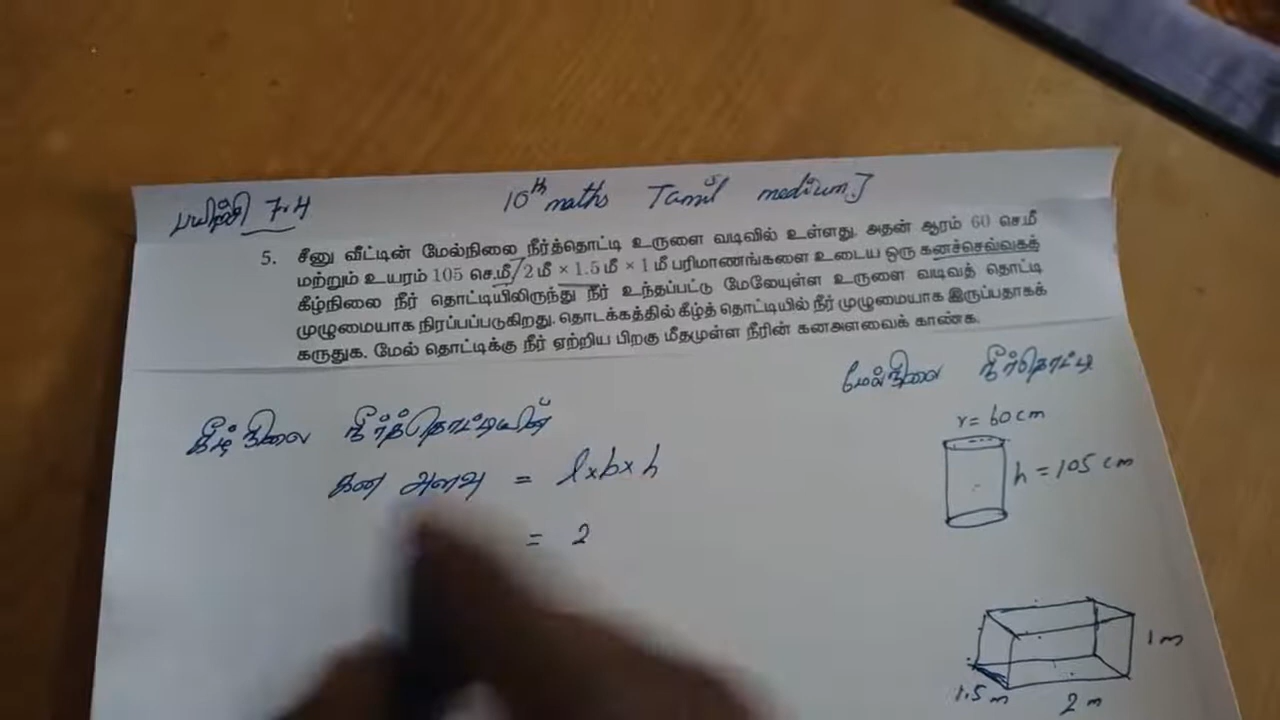 பயிற்சி 7.4
10th maths Tamil medium]
5. சீனு வீட்டின் மேல்நிலை நீர்த்தொட்டி உருளை வடிவில் உள்ளது. அதன் ஆரம் 60 செ.மீ
மற்றும் உயரம் 105 செ.மீ/2 மீ × 1.5 மீ × 1 மீ பரிமாணங்களை உடைய ஒரு கனச்செவ்வகத்
கீழ்நிலை நீர் தொட்டியிலிருந்து நீர் உந்தப்பட்டு மேலேயுள்ள உருளை வடிவத் தொட்டி
முழுமையாக நிரப்பப்படுகிறது. தொடக்கத்தில் கீழ்த் தொட்டியில் நீர் முழுமையாக இருப்பதாகக்
கருதுக. மேல் தொட்டிக்கு நீர் ஏற்றிய பிறகு மீதமுள்ள நீரின் கனஅளவைக் காண்க.
மேல்நிலை நீர்தொட்டி
r = 60 cm
h = 105 cm
கீழ்நிலை நீர்த்தொட்டியின்
கன அளவு = l×b×h
= 2
1 m
1.5 m
2 m